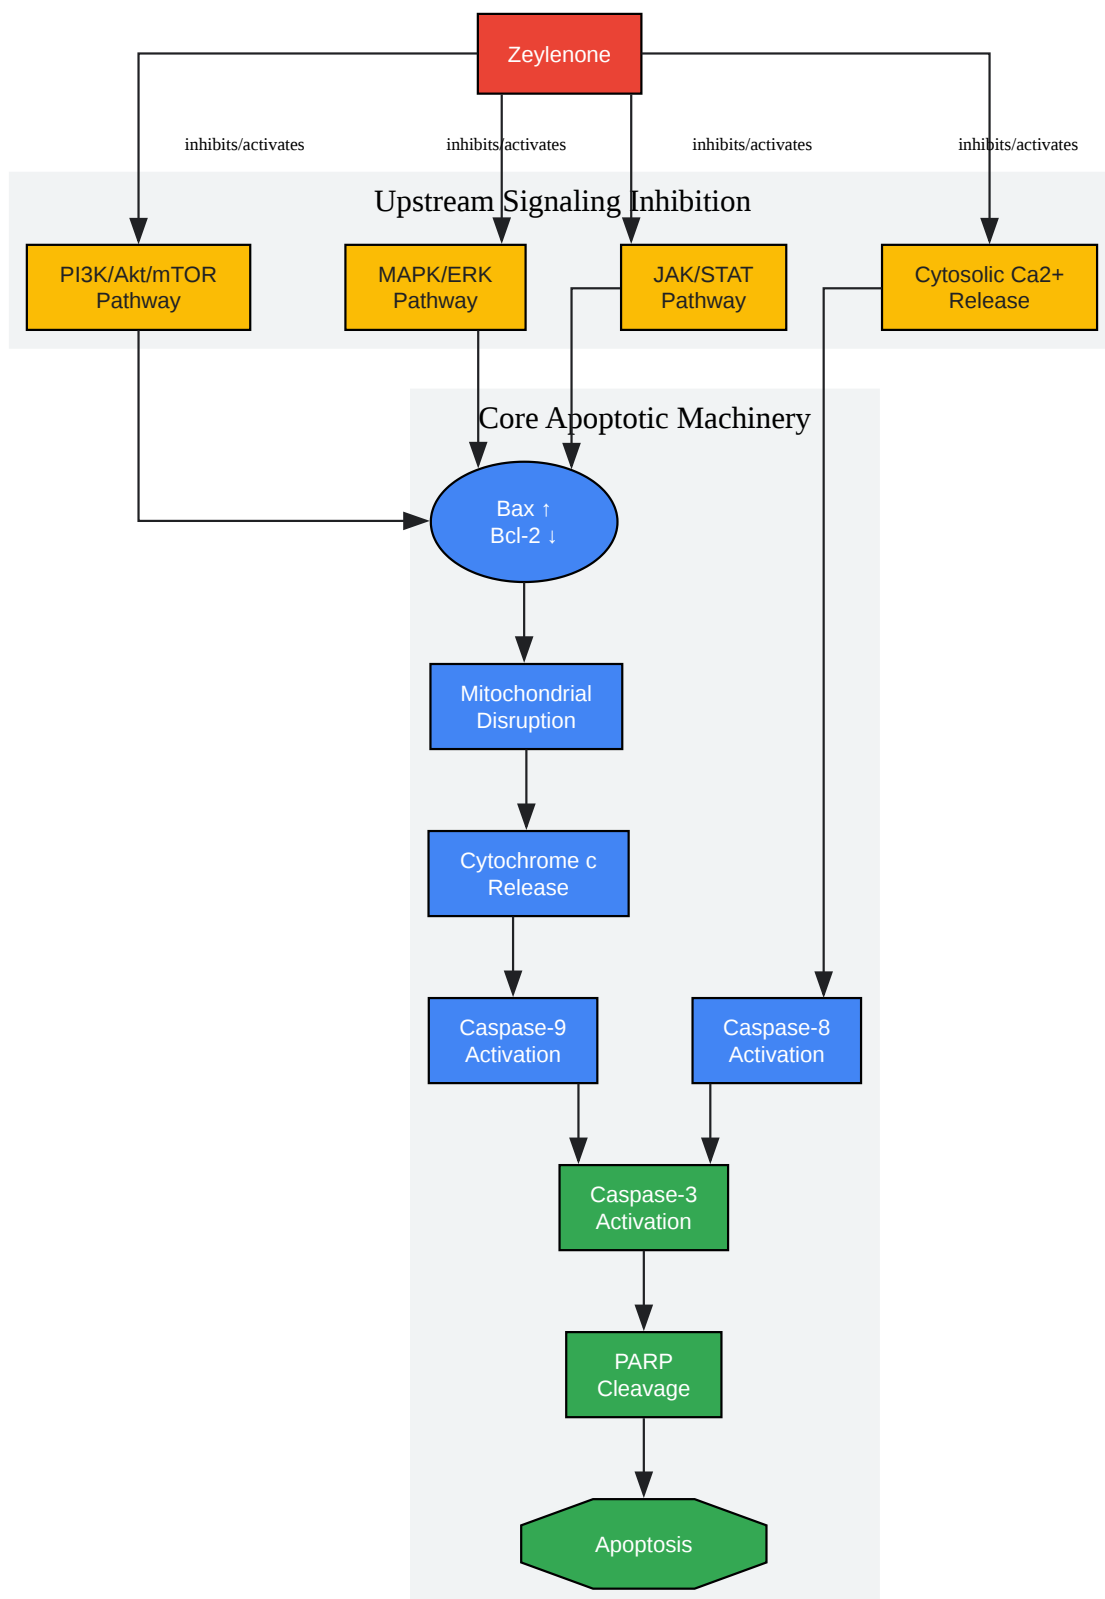 Zeylenone
inhibits/activates
inhibits/activates
inhibits/activates
inhibits/activates
Upstream Signaling Inhibition
PI3K/Akt/mTOR
Pathway
MAPK/ERK
Pathway
JAK/STAT
Pathway
Cytosolic Ca2+
Release
Core Apoptotic Machinery
Bax ↑
Bcl-2 ↓
Mitochondrial
Disruption
Cytochrome c
Release
Caspase-9
Activation
Caspase-8
Activation
Caspase-3
Activation
PARP
Cleavage
Apoptosis